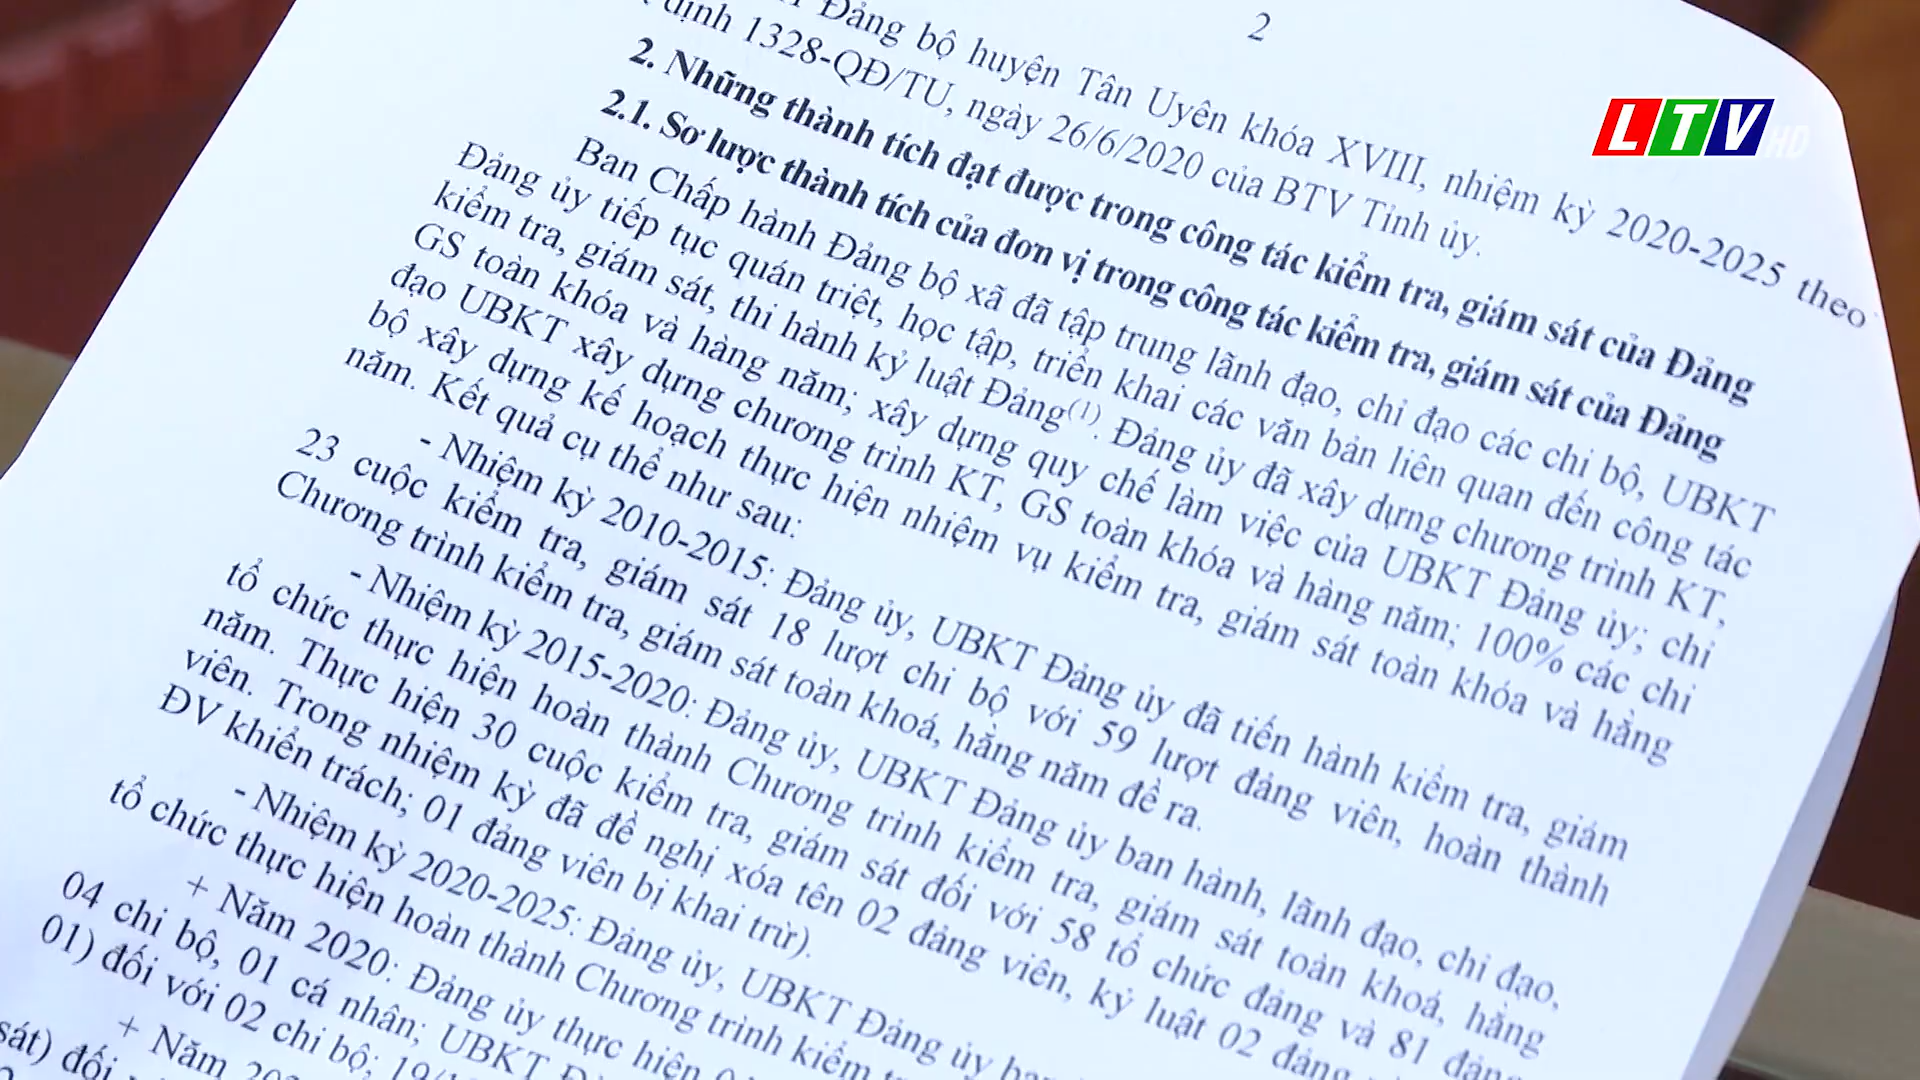 2
Đảng bộ huyện Tân Uyên khóa XVIII, nhiệm kỳ 2020-2025 theo
định 1328-QĐ/TU, ngày 26/6/2020 của BTV Tỉnh ủy.
2. Những thành tích đạt được trong công tác kiểm tra, giám sát của Đảng
2.1. Sơ lược thành tích của đơn vị trong công tác kiểm tra, giám sát của Đảng
Ban Chấp hành Đảng bộ xã đã tập trung lãnh đạo, chỉ đạo các chi bộ, UBKT
Đảng ủy tiếp tục quán triệt, học tập, triển khai các văn bản liên quan đến công tác
kiểm tra, giám sát, thi hành kỷ luật Đảng(1). Đảng ủy đã xây dựng chương trình KT,
GS toàn khóa và hàng năm; xây dựng quy chế làm việc của UBKT Đảng ủy; chỉ
đạo UBKT xây dựng chương trình KT, GS toàn khóa và hàng năm; 100% các chi
bộ xây dựng kế hoạch thực hiện nhiệm vụ kiểm tra, giám sát toàn khóa và hằng
năm. Kết quả cụ thể như sau:
- Nhiệm kỳ 2010-2015: Đảng ủy, UBKT Đảng ủy đã tiến hành kiểm tra, giám
23 cuộc kiểm tra, giám sát 18 lượt chi bộ với 59 lượt đảng viên, hoàn thành
Chương trình kiểm tra, giám sát toàn khoá, hằng năm đề ra.
- Nhiệm kỳ 2015-2020: Đảng ủy, UBKT Đảng ủy ban hành, lãnh đạo, chỉ đạo,
tổ chức thực hiện hoàn thành Chương trình kiểm tra, giám sát toàn khoá, hằng
năm. Thực hiện 30 cuộc kiểm tra, giám sát đối với 58 tổ chức đảng và 81 đảng
viên. Trong nhiệm kỳ đã đề nghị xóa tên 02 đảng viên, kỷ luật 02 đảng
ĐV khiển trách; 01 đảng viên bị khai trừ).
- Nhiệm kỳ 2020-2025: Đảng ủy, UBKT Đảng ủy ban
tổ chức thực hiện hoàn thành Chương trình kiểm
+ Năm 2020: Đảng ủy thực hiện
04 chi bộ, 01 cá nhân; UBKT
01) đối với 02 chi bộ;
+ Năm
sát) đối
LTV HD